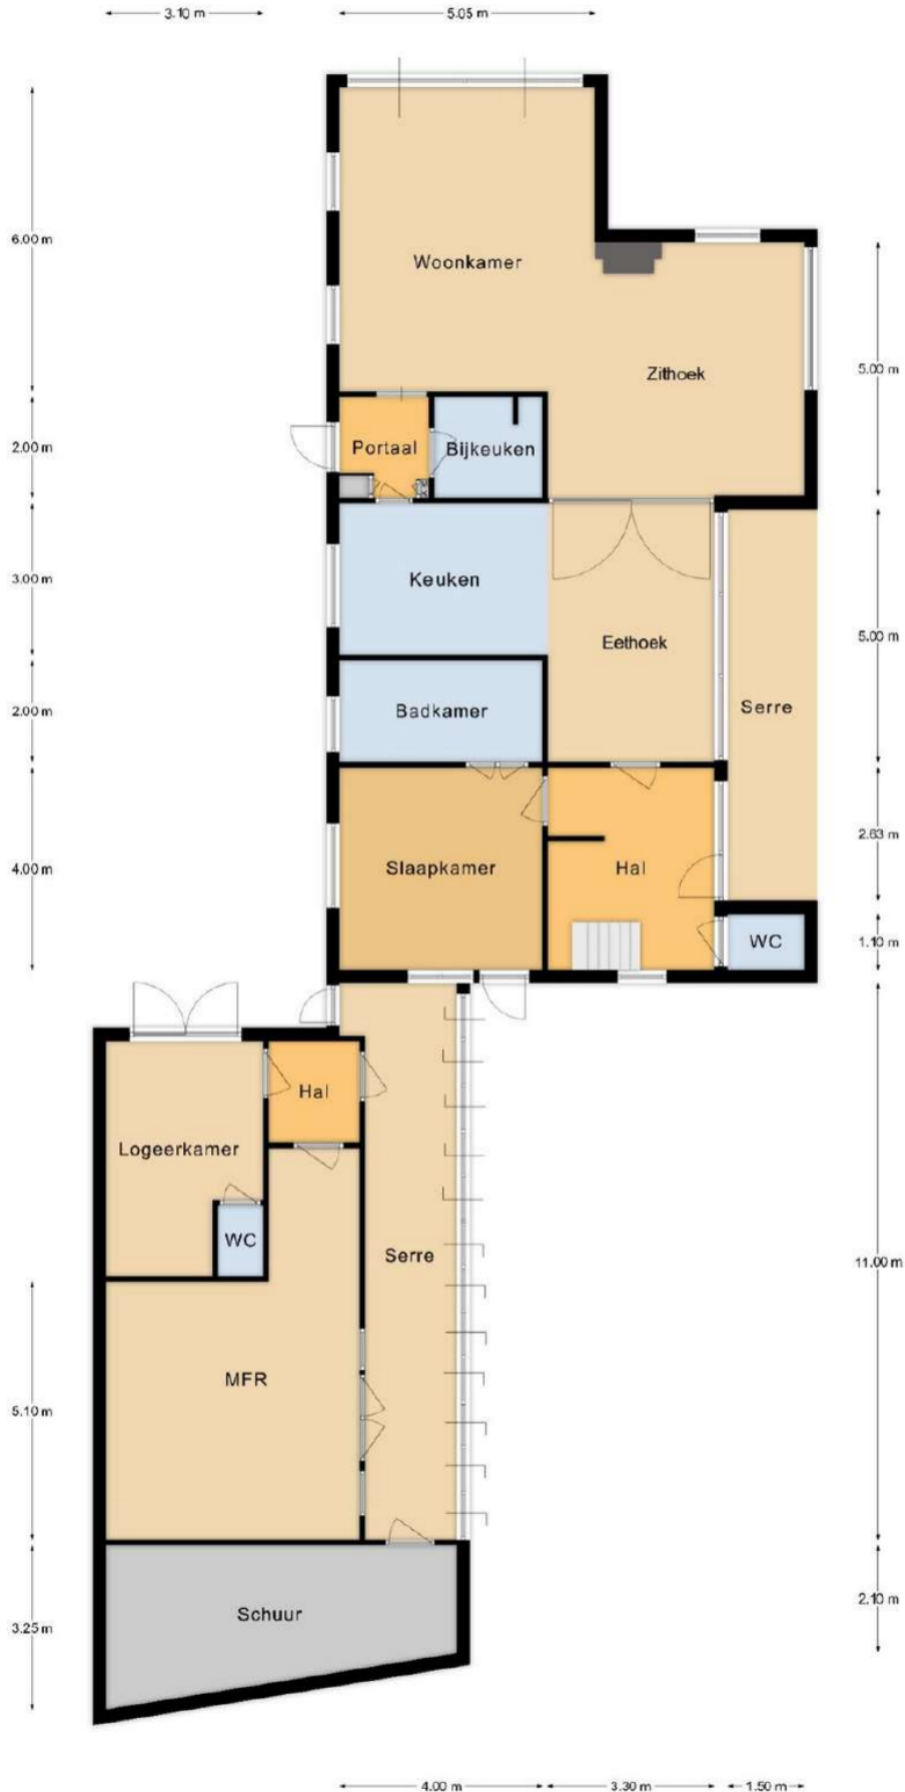 3.10 m
5.05 m
6.00 m
Woonkamer
Zithoek
5.00 m
2.00 m
Portaal
Bijkeuken
3.00 m
Keuken
Eethoek
5.00 m
2.00 m
Badkamer
Serre
4.00 m
Slaapkamer
Hal
2.63 m
WC
1.10 m
Hal
Logeerkamer
WC
Serre
11.00 m
MFR
5.10 m
Schuur
3.25 m
2.10 m
4.00 m
3.30 m
1.50 m